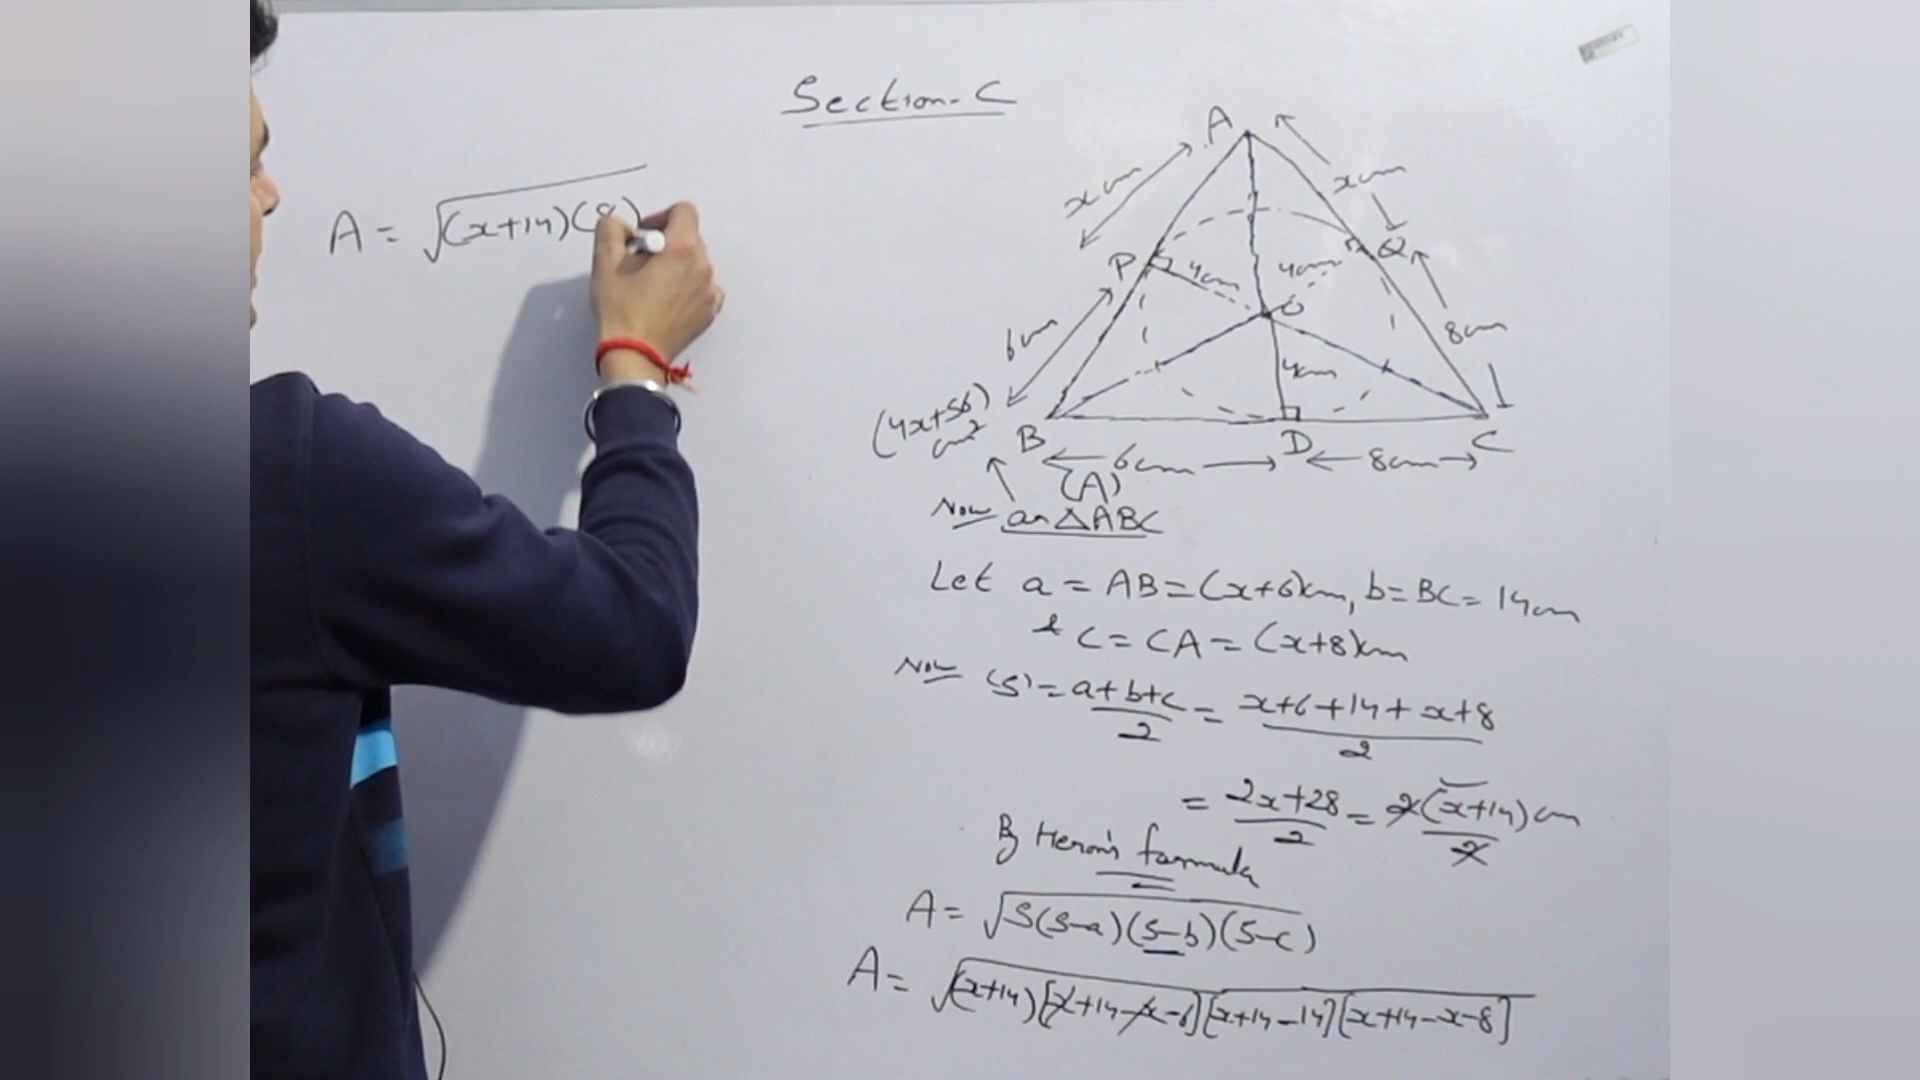 Section-C
A = √(x+14)(8)
A
x cm
x cm
P
Q
4cm
4cm
O
6cm
8cm
4cm
(4x+56)
cm²
B
D
C
6cm
8cm
(A)
Now ar △ABC
Let a = AB = (x+6)cm, b = BC = 14cm
& c = CA = (x+8)cm
Now 'S' = a+b+c/2 = x+6+14+x+8/2
= 2x+28/2 = 2(x+14)cm/2
By Heron's formula
A = √S(S-a)(S-b)(S-c)
A = √(x+14)[x+14-x-6][x+14-14][x+14-x-8]